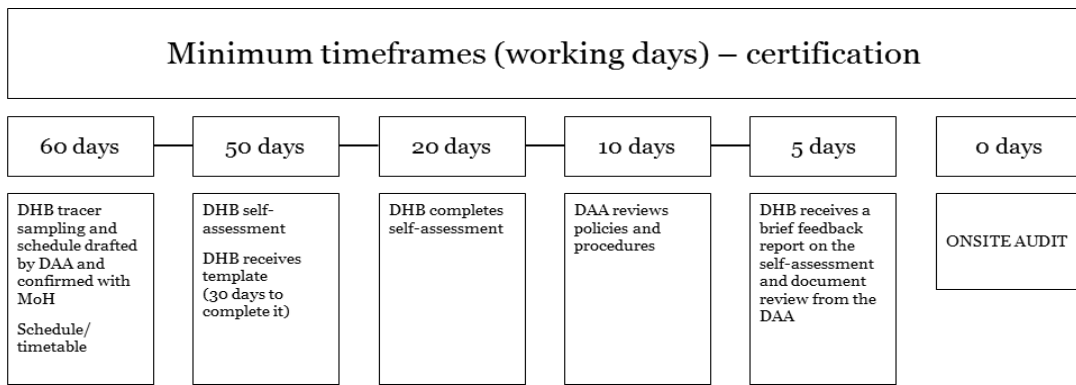 Minimum timeframes (working days) – certification
60 days
50 days
20 days
10 days
5 days
0 days
DHB tracer
sampling and
schedule drafted
by DAA and
confirmed with
MoH
Schedule/
timetable
DHB self-
assessment
DHB receives
template
(30 days to
complete it)
DHB completes
self-assessment
DAA reviews
policies and
procedures
DHB receives a
brief feedback
report on the
self-assessment
and document
review from the
DAA
ONSITE AUDIT